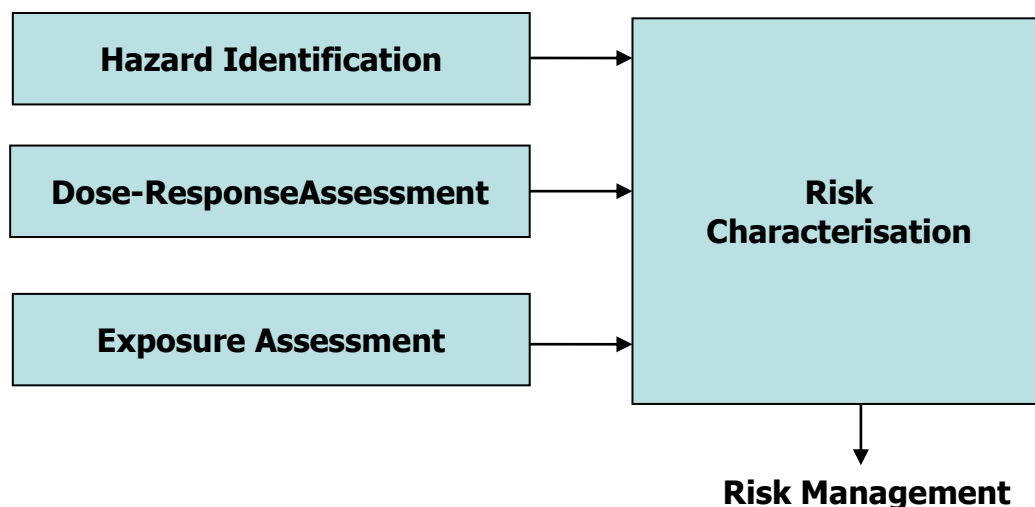 Hazard Identification
Dose-ResponseAssessment
Exposure Assessment
Risk
Characterisation
Risk Management